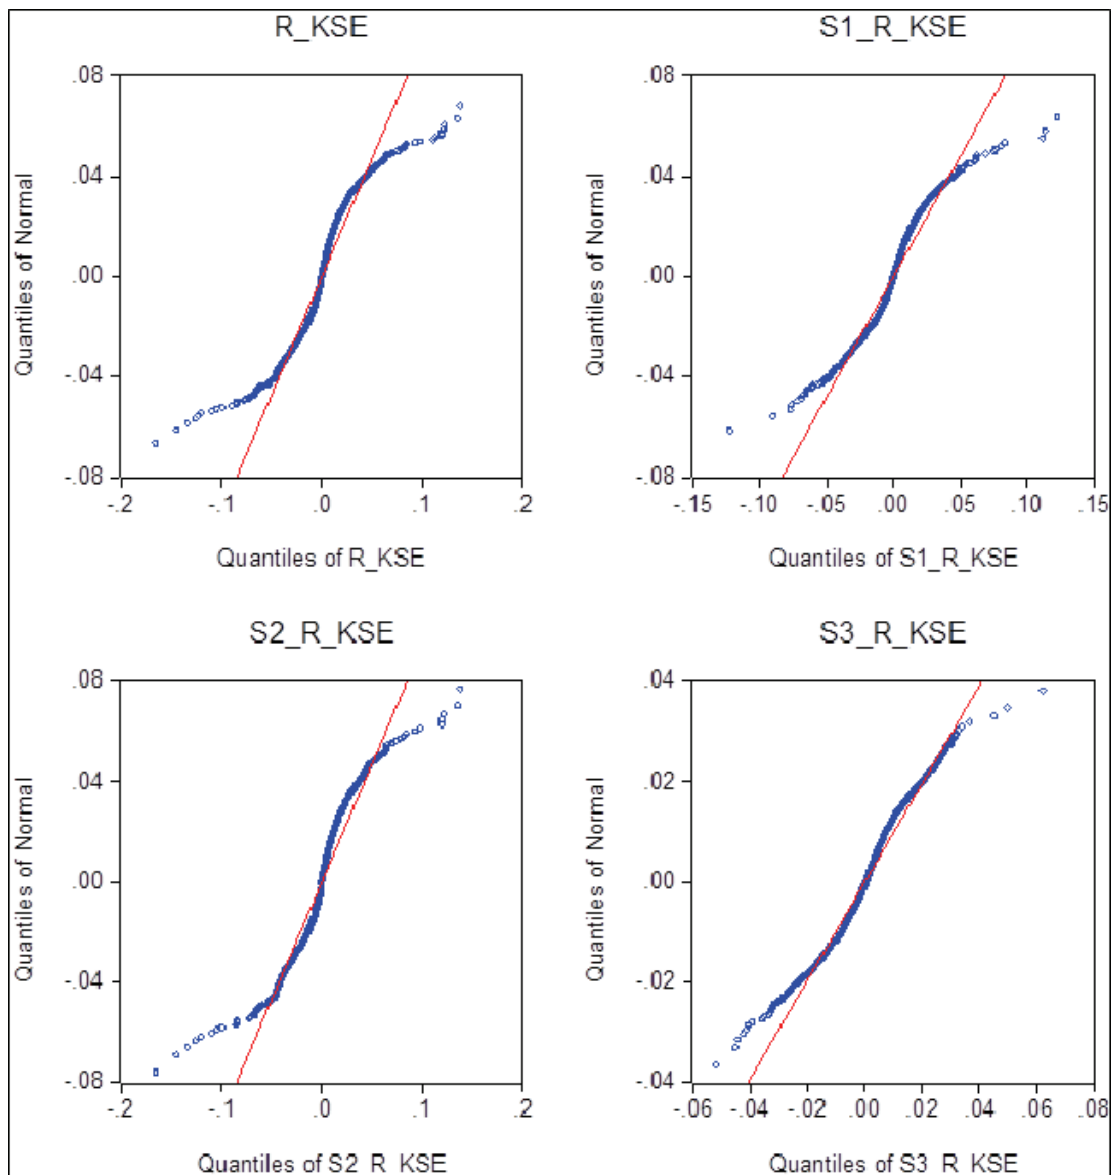 R_KSE
S1_R_KSE
.08
.04
.00
-.04
-.08
Quantiles of Normal
-.2 -.1 .0 .1 .2
Quantiles of R_KSE
.08
.04
.00
-.04
-.08
Quantiles of Normal
-.15 -.10 -.05 .00 .05 .10 .15
Quantiles of S1_R_KSE
S2_R_KSE
S3_R_KSE
.08
.04
.00
-.04
-.08
Quantiles of Normal
-.2 -.1 .0 .1 .2
Quantiles of S2_R_KSE
.04
.02
.00
-.02
-.04
Quantiles of Normal
-.06 -.04 -.02 .00 .02 .04 .06 .08
Quantiles of S3_R_KSE